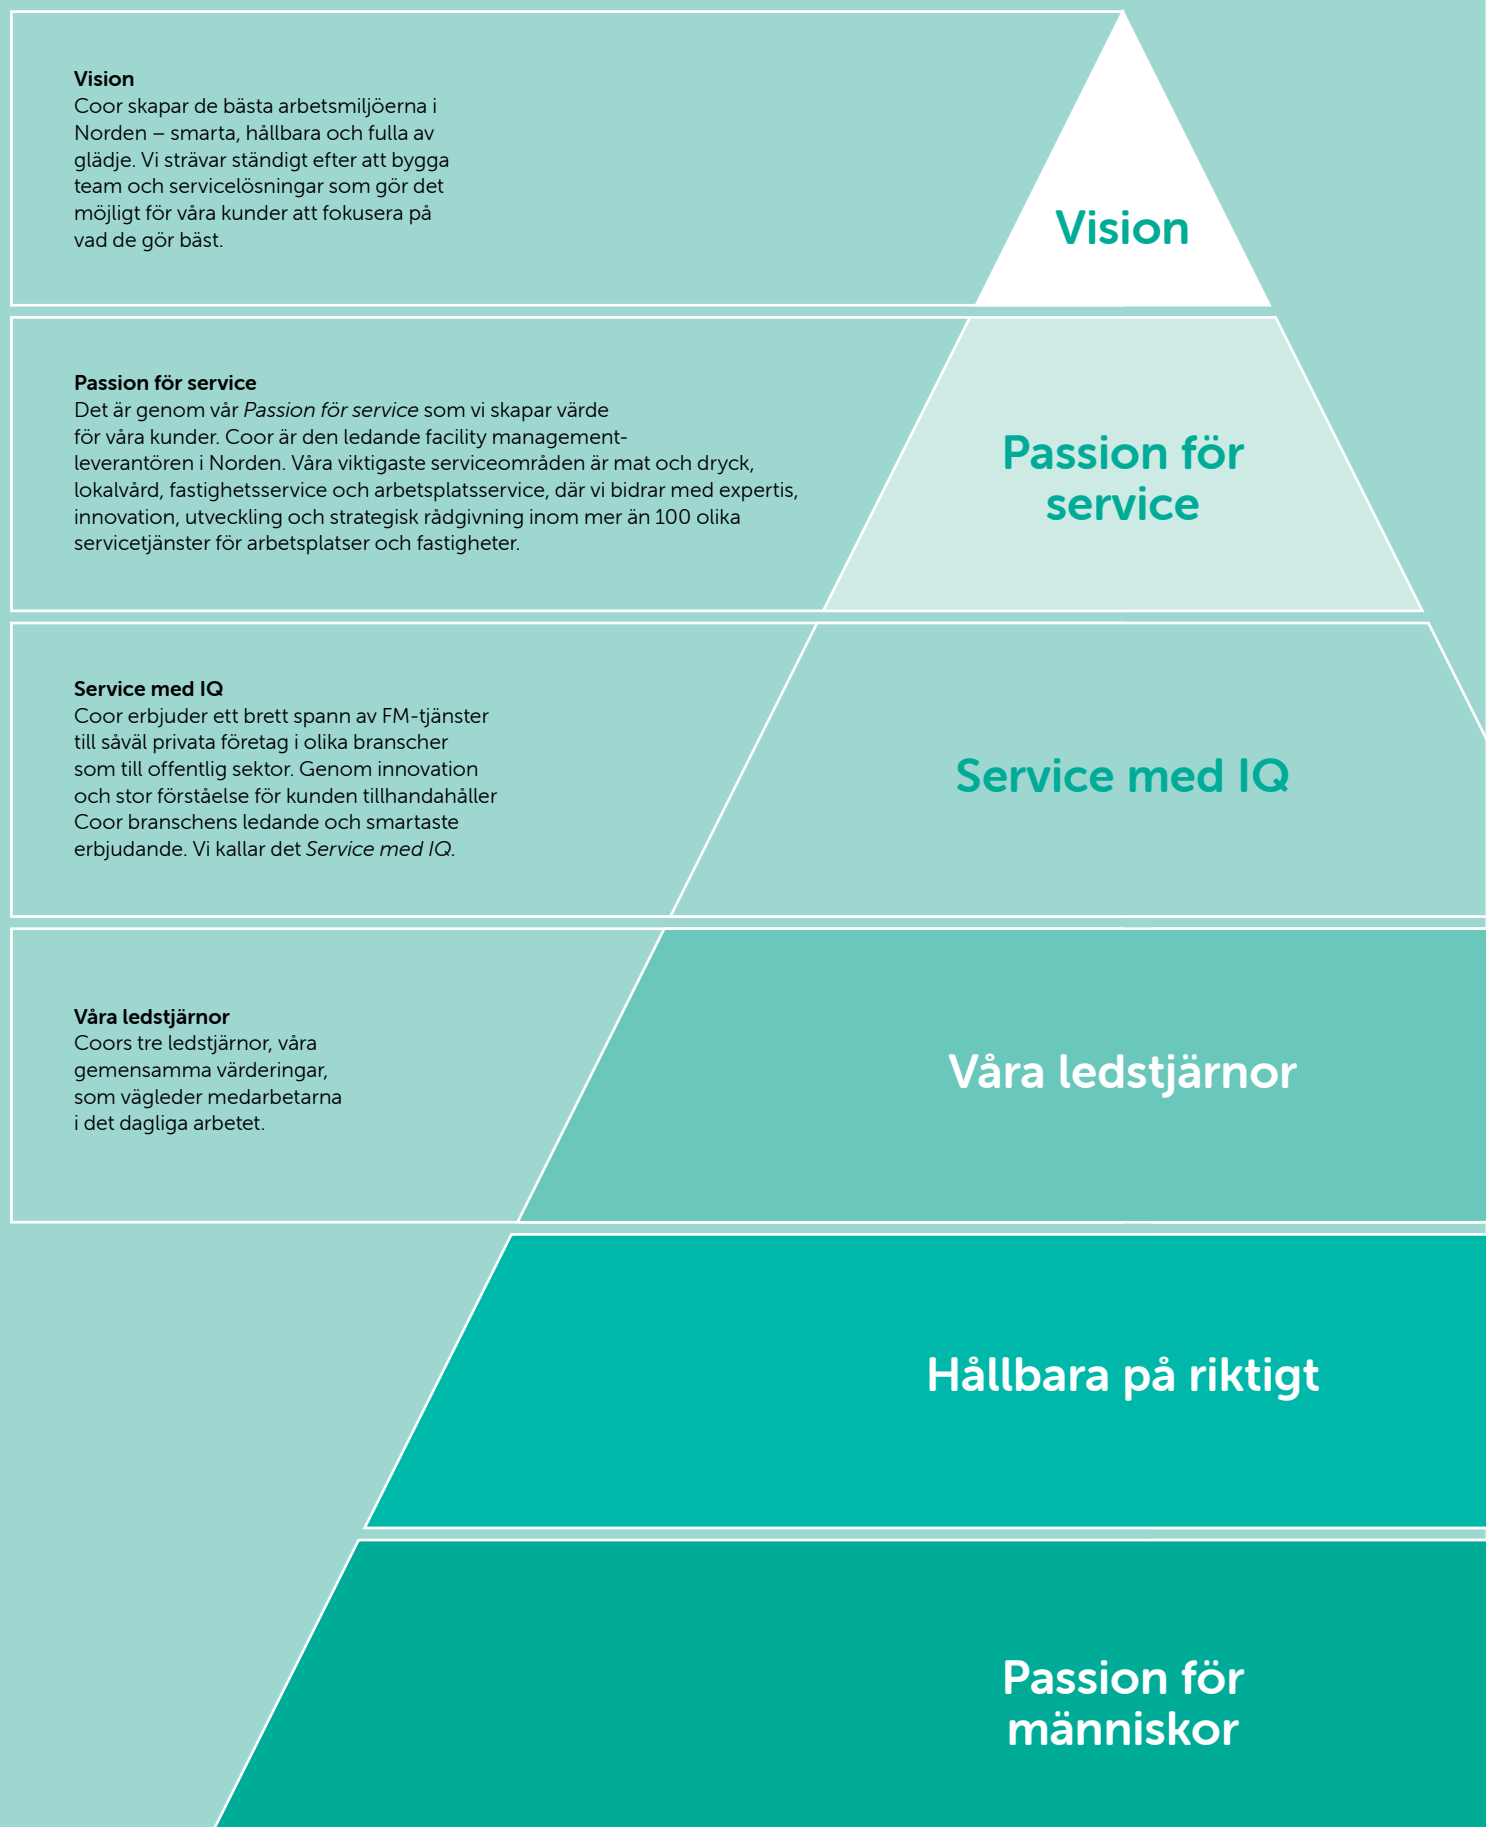 Vision
Coor skapar de bästa arbetsmiljöerna i
Norden – smarta, hållbara och fulla av
glädje. Vi strävar ständigt efter att bygga
team och servicelösningar som gör det
möjligt för våra kunder att fokusera på
vad de gör bäst.
Vision
Passion för service
Det är genom vår Passion för service som vi skapar värde
för våra kunder. Coor är den ledande facility management-
leverantören i Norden. Våra viktigaste serviceområden är mat och dryck,
lokalvård, fastighetsservice och arbetsplatsservice, där vi bidrar med expertis,
innovation, utveckling och strategisk rådgivning inom mer än 100 olika
servicetjänster för arbetsplatser och fastigheter.
Passion för
service
Service med IQ
Coor erbjuder ett brett spann av FM-tjänster
till såväl privata företag i olika branscher
som till offentlig sektor. Genom innovation
och stor förståelse för kunden tillhandahåller
Coor branschens ledande och smartaste
erbjudande. Vi kallar det Service med IQ.
Service med IQ
Våra ledstjärnor
Coors tre ledstjärnor, våra
gemensamma värderingar,
som vägleder medarbetarna
i det dagliga arbetet.
Våra ledstjärnor
Hållbara på riktigt
Passion för
människor